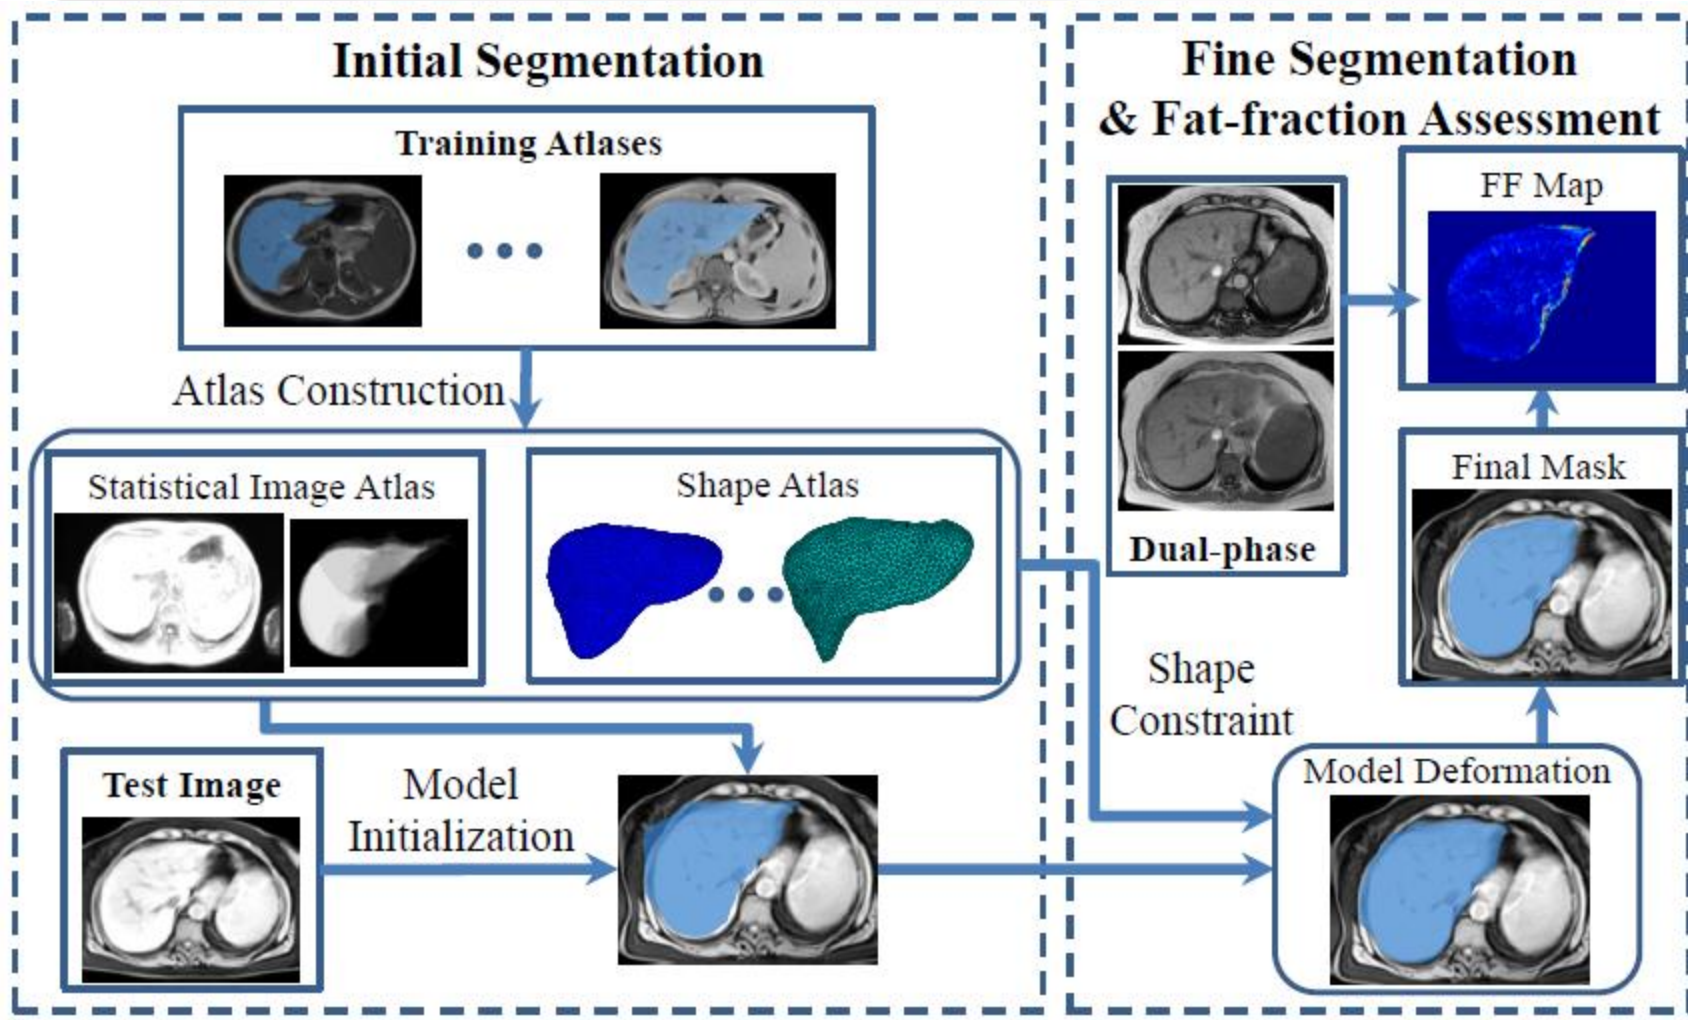 Initial Segmentation
Training Atlases
Atlas Construction
Statistical Image Atlas
Shape Atlas
Test Image
Model
Initialization
Fine Segmentation
& Fat-fraction Assessment
FF Map
Dual-phase
Final Mask
Shape
Constraint
Model Deformation